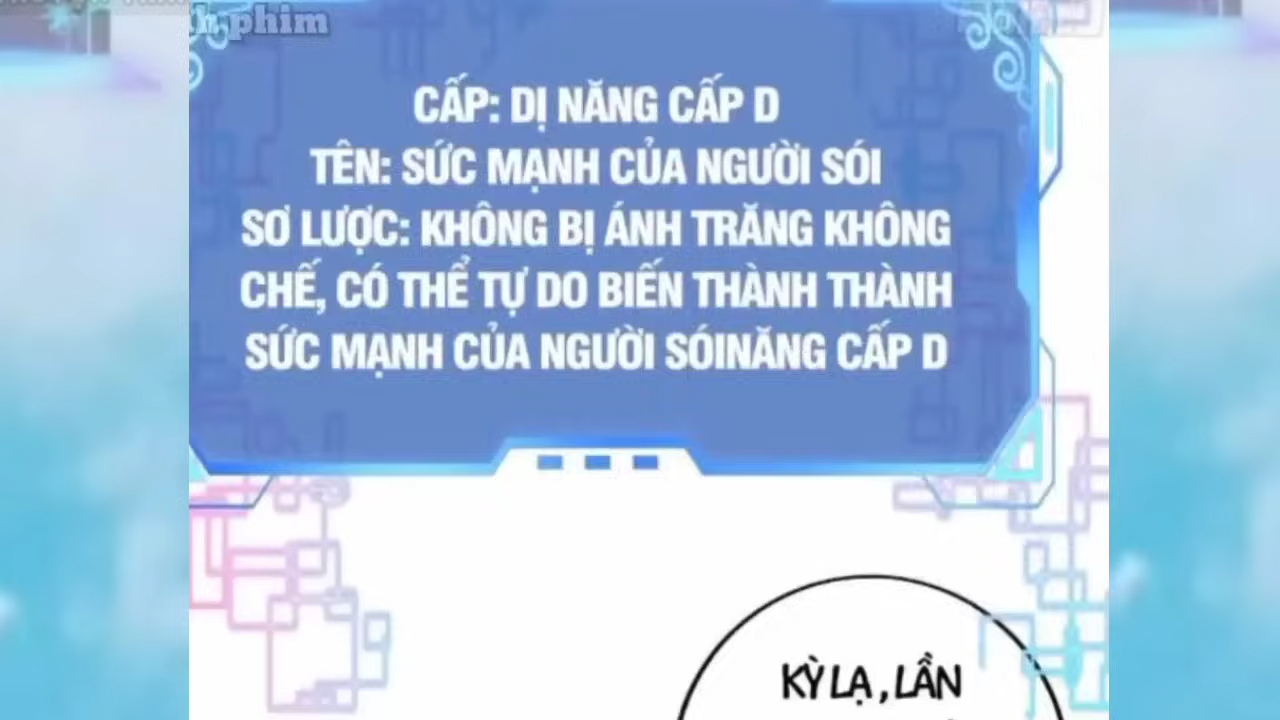 h phim
CẤP: DỊ NĂNG CẤP D
TÊN: SỨC MẠNH CỦA NGƯỜI SÓI
SƠ LƯỢC: KHÔNG BỊ ÁNH TRĂNG KHÔNG
CHẾ, CÓ THỂ TỰ DO BIẾN THÀNH THÀNH
SỨC MẠNH CỦA NGƯỜI SÓINĂNG CẤP D
KỲ LẠ, LẦN